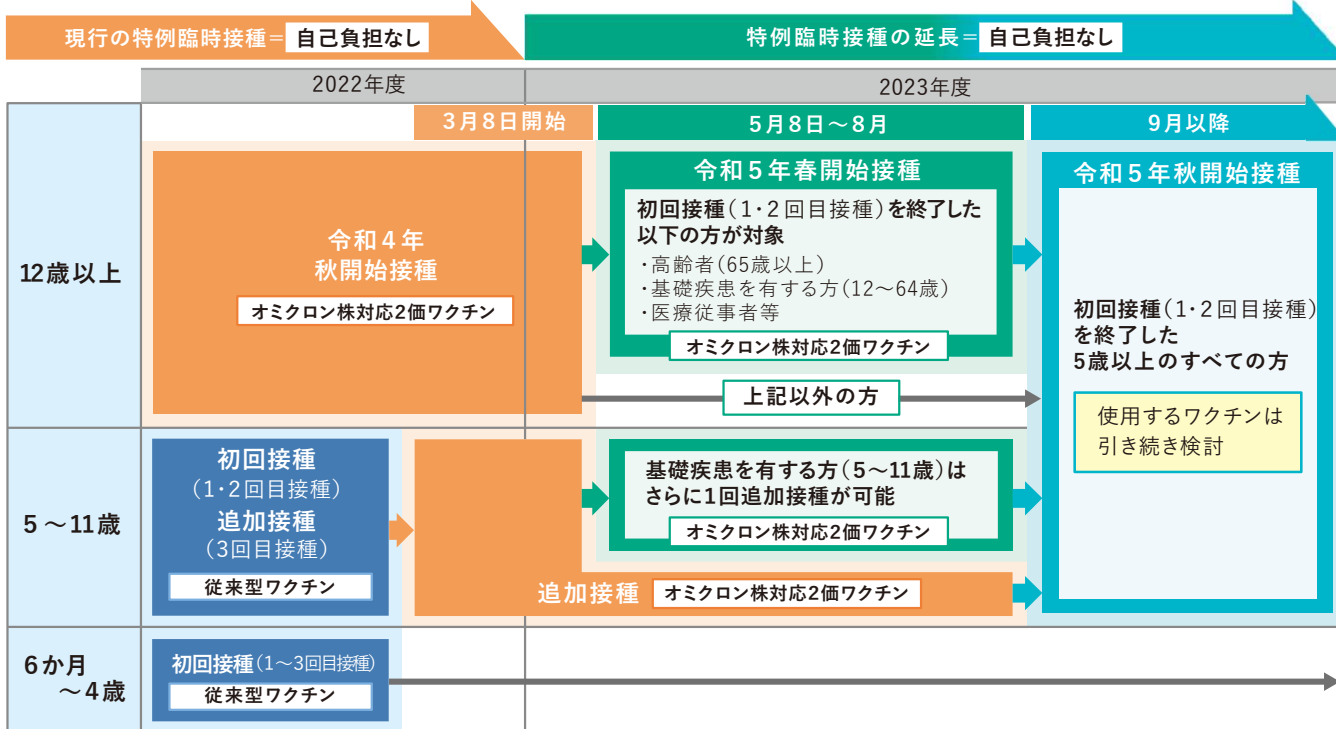 現行の特例臨時接種＝ 自己負担なし
特例臨時接種の延長＝ 自己負担なし
2022年度
2023年度
3月8日開始
5月8日～8月
9月以降
12歳以上
令和4年
秋開始接種
オミクロン株対応2価ワクチン
令和5年春開始接種
初回接種(1・2回目接種)を終了した
以下の方が対象
・高齢者(65歳以上)
・基礎疾患を有する方(12～64歳)
・医療従事者等
オミクロン株対応2価ワクチン
上記以外の方
令和5年秋開始接種
初回接種(1・2回目接種)
を終了した
5歳以上のすべての方
使用するワクチンは
引き続き検討
5～11歳
初回接種
(1・2回目接種)
追加接種
(3回目接種)
従来型ワクチン
基礎疾患を有する方(5～11歳)は
さらに1回追加接種が可能
オミクロン株対応2価ワクチン
追加接種 オミクロン株対応2価ワクチン
6か月
～4歳
初回接種(1～3回目接種)
従来型ワクチン